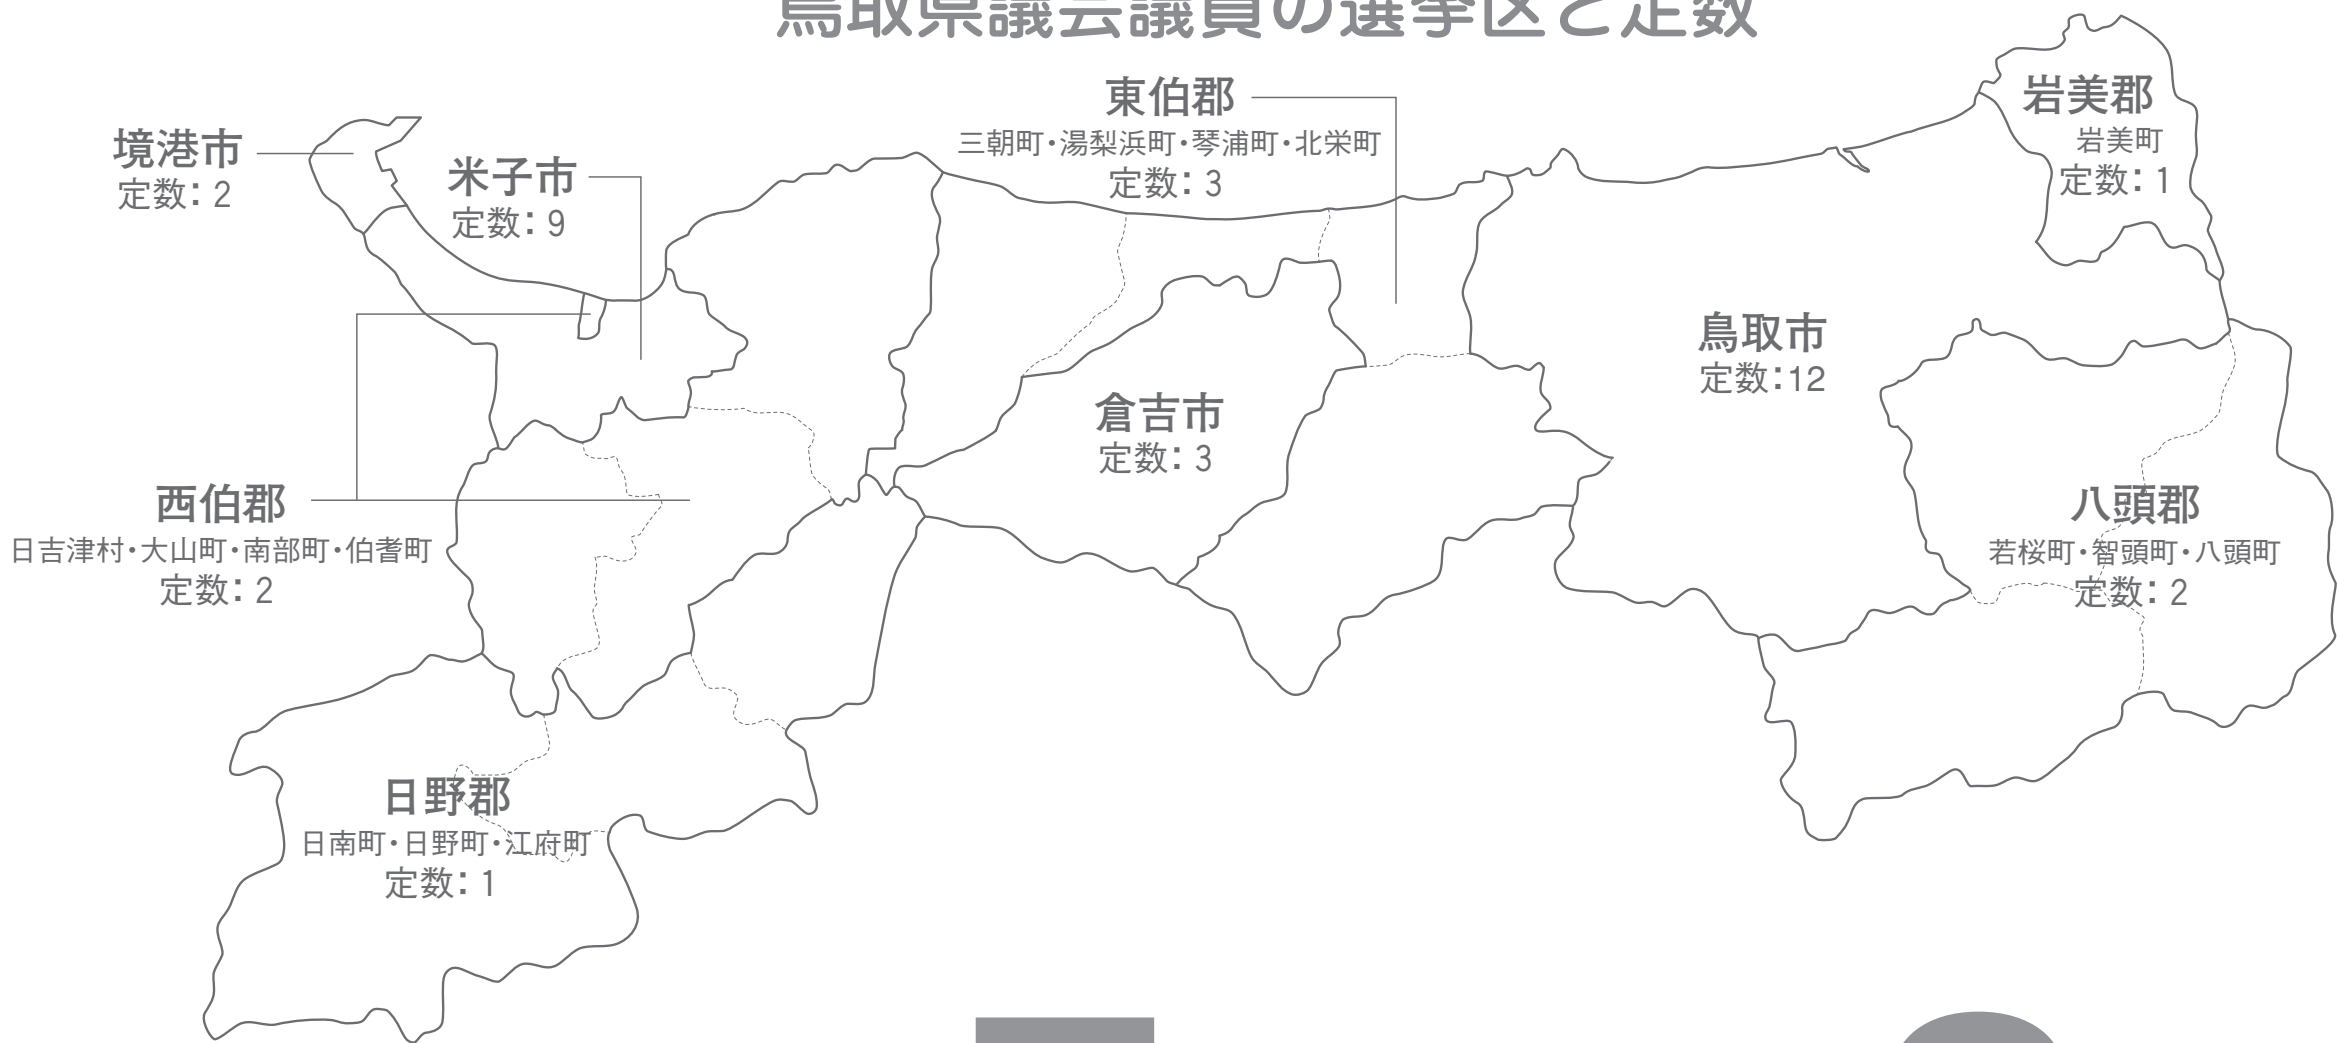 鳥取県議会議員の選挙区と定数
境港市
定数：2
米子市
定数：9
東伯郡
三朝町・湯梨浜町・琴浦町・北栄町
定数：3
岩美郡
岩美町
定数：1
鳥取市
定数：12
倉吉市
定数：3
西伯郡
日吉津村・大山町・南部町・伯耆町
定数：2
八頭郡
若桜町・智頭町・八頭町
定数：2
日野郡
日南町・日野町・江府町
定数：1